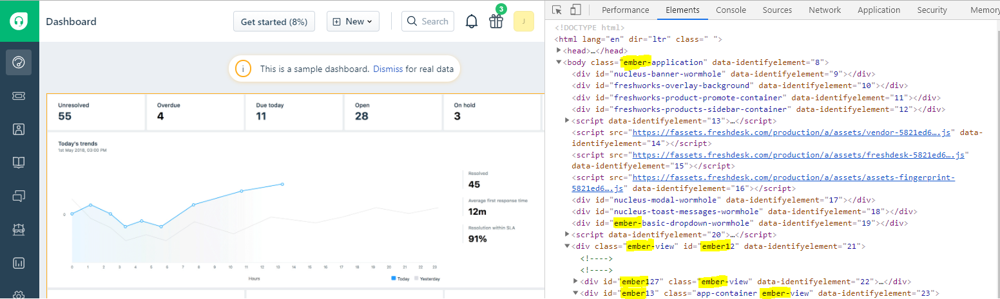 Dashboard
Get started (8%)
New
Search
3
J
i
This is a sample dashboard. Dismiss for real data
Unresolved
55
Overdue
4
Due today
11
Open
28
On hold
3
Today's trends
1st May 2018, 03:00 PM
0
0 1 2 3 4 5 6 7 8 9 10 11 12 13 14 15 16 17 18 19 20 21 22 23
Hours
Today Yesterday
Resolved
45
Average first response time
12m
Resolution within SLA
91%
Performance Elements Console Sources Network Application Security Memory
<!DOCTYPE html>
<html lang="en" dir="ltr" class=" ">
<head>…</head>
<body class="ember-application" data-identifyelement="8">
<div id="nucleus-banner-wormhole" data-identifyelement="9"></div>
<div id="freshworks-overlay-background" data-identifyelement="10"></div>
<div id="freshworks-product-promote-container" data-identifyelement="11"></div>
<div id="freshworks-products-sidebar-container" data-identifyelement="12"></div>
<script data-identifyelement="13">…</script>
<script src="https://fassets.freshdesk.com/production/a/assets/vendor-5821ed6….js" data-
identifyelement="14"></script>
<script src="https://fassets.freshdesk.com/production/a/assets/freshdesk-5821ed6….js"
data-identifyelement="15"></script>
<script src="https://fassets.freshdesk.com/production/a/assets/assets-fingerprint-
5821ed6….js" data-identifyelement="16"></script>
<div id="nucleus-modal-wormhole" data-identifyelement="17"></div>
<div id="nucleus-toast-messages-wormhole" data-identifyelement="18"></div>
<div id="ember-basic-dropdown-wormhole" data-identifyelement="19"></div>
<script data-identifyelement="20">…</script>
<div class="ember-view" id="ember12" data-identifyelement="21">
<!---->
<!---->
<div id="ember127" class="ember-view" data-identifyelement="22">…</div>
<div id="ember13" class="app-container ember-view" data-identifyelement="23">